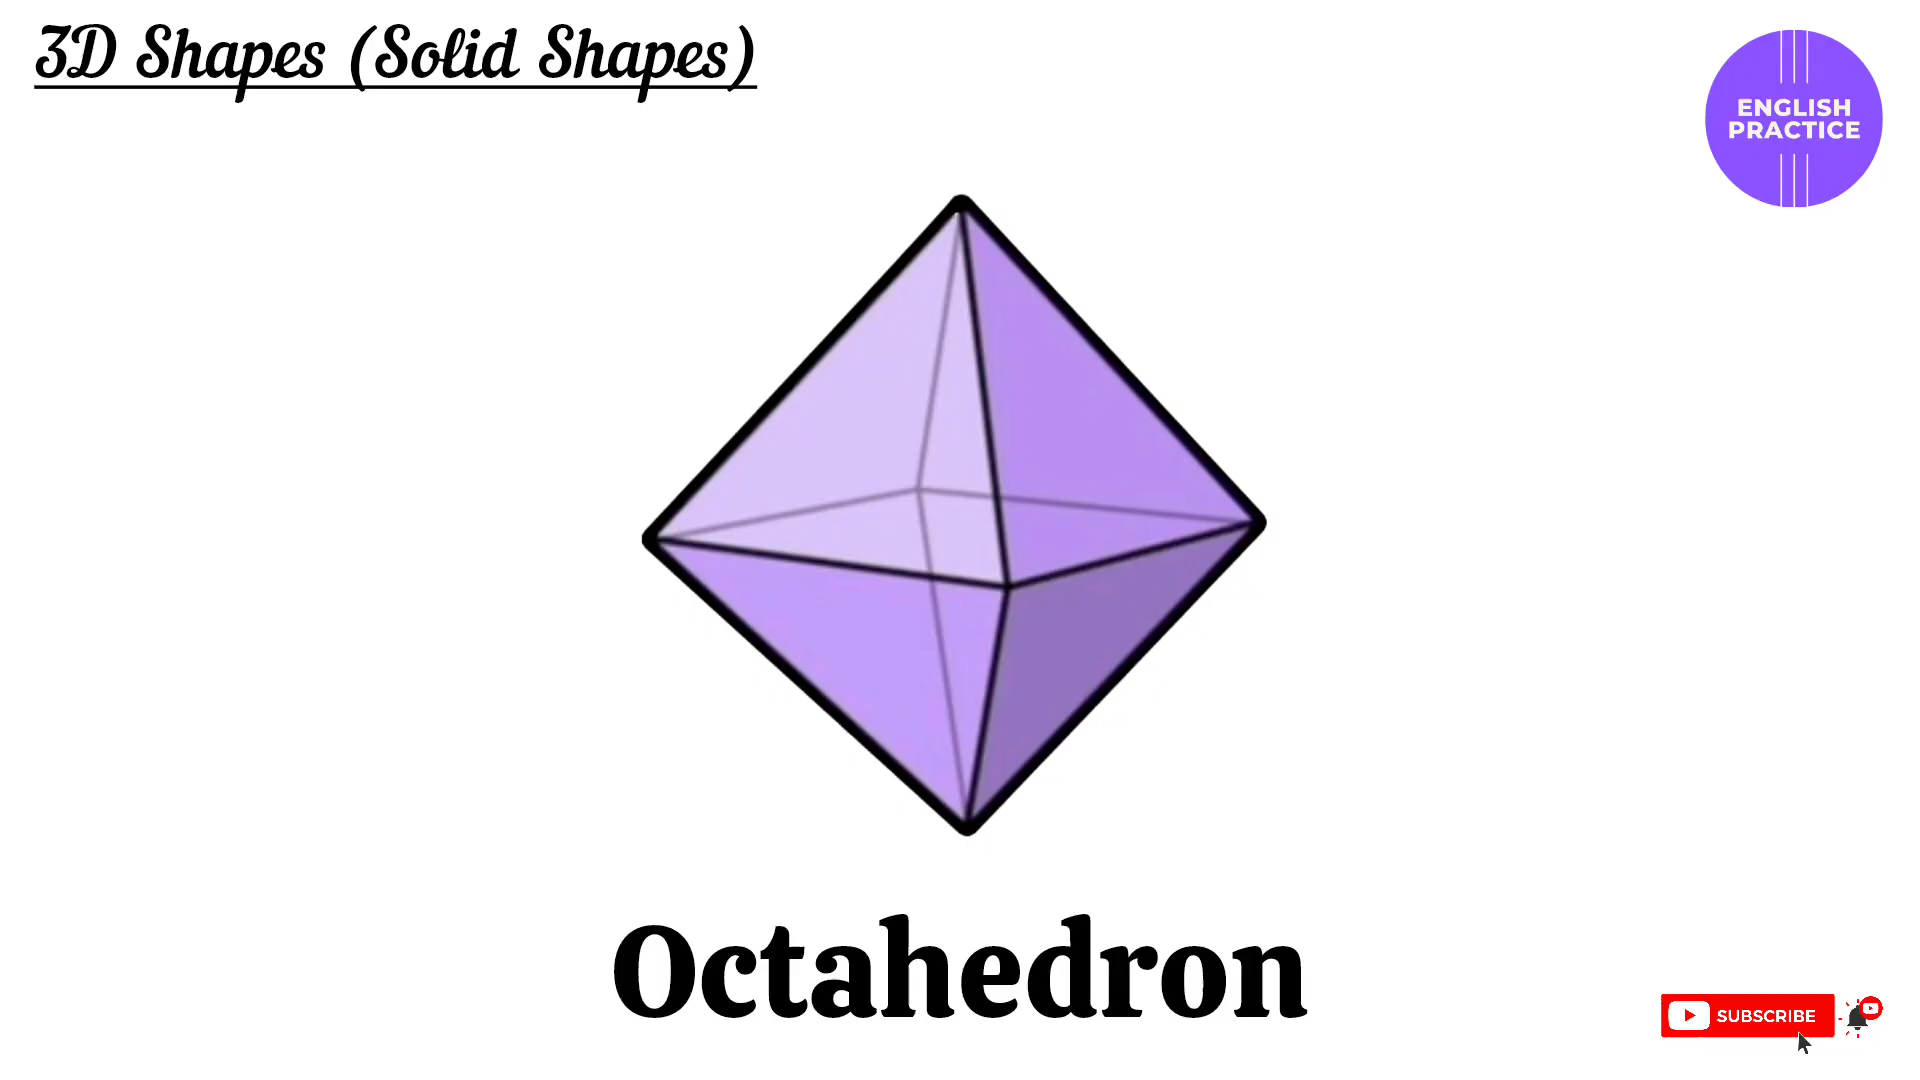 3D Shapes (Solid Shapes)
ENGLISH
PRACTICE
Octahedron
SUBSCRIBE